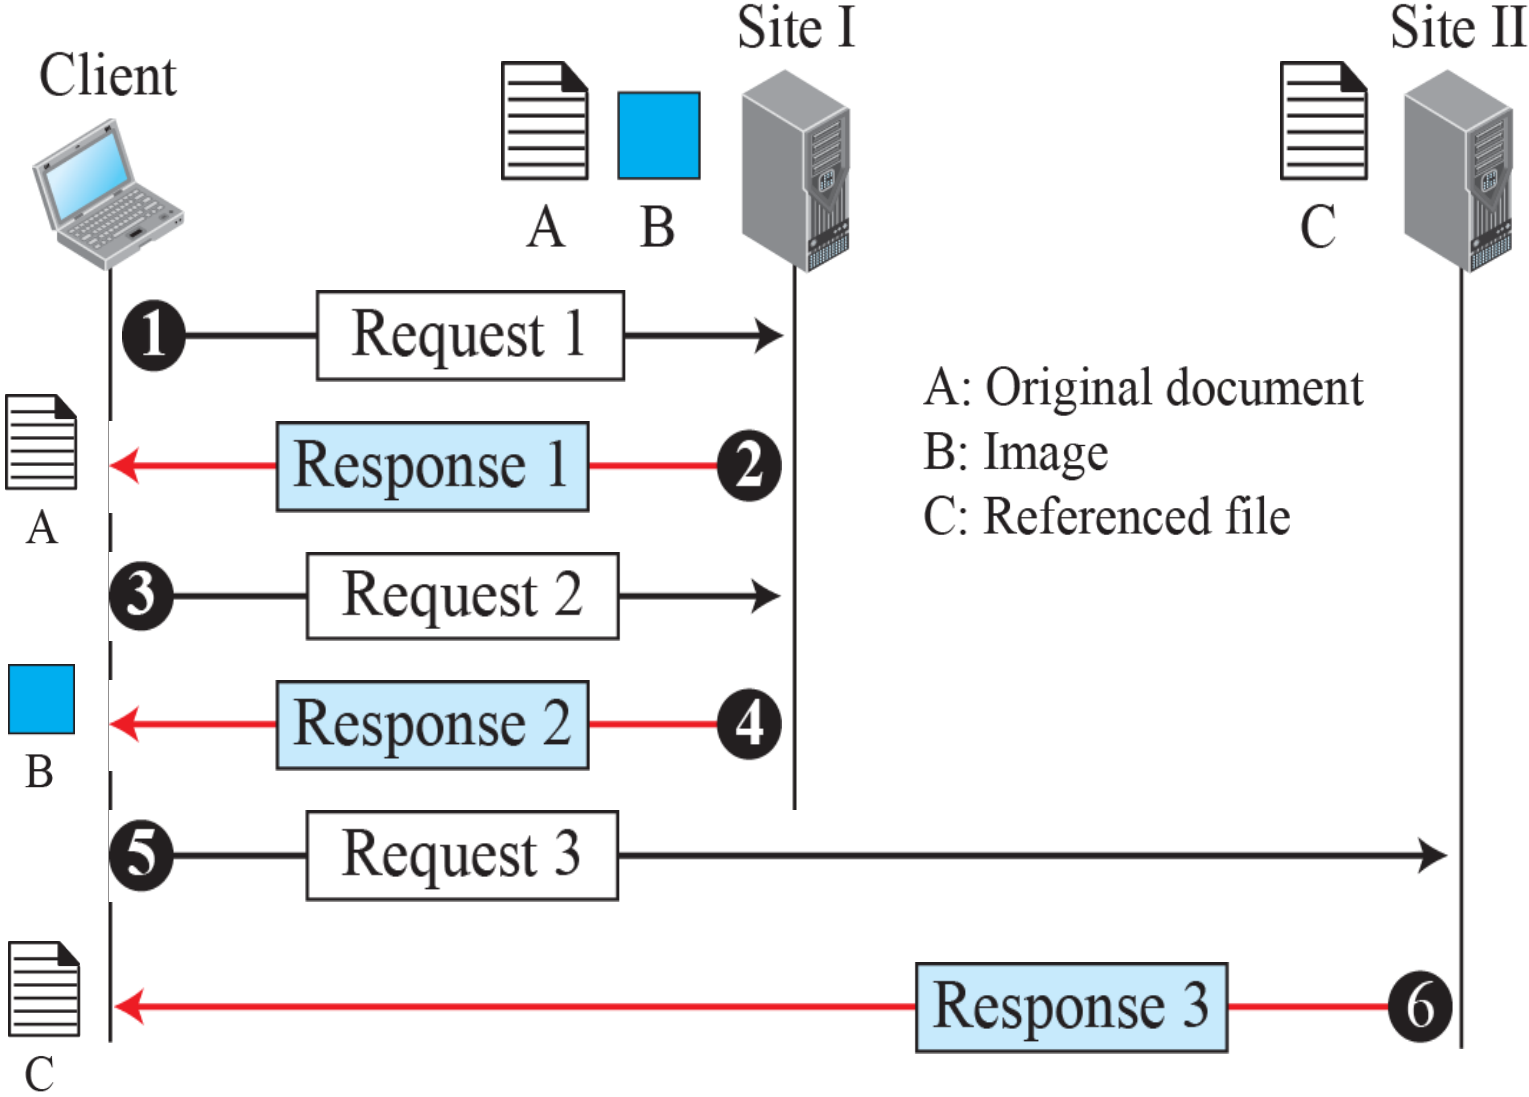 Client
Site I
Site II
A
B
C
1 Request 1
A: Original document
B: Image
C: Referenced file
Response 1 2
A
3 Request 2
Response 2 4
B
5 Request 3
Response 3 6
C